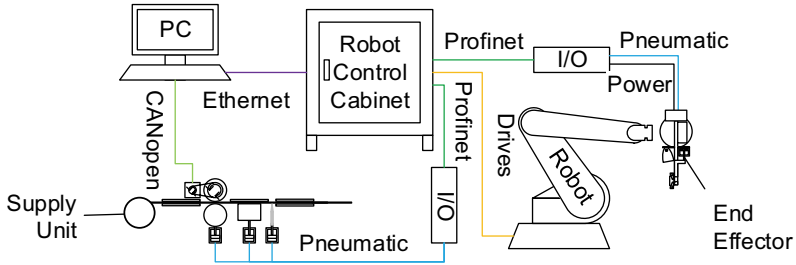 PC
Robot
Control
Cabinet
Profinet
I/O
Pneumatic
Power
Ethernet
CANopen
Profinet
Drives
Robot
I/O
Supply
Unit
Pneumatic
End
Effector